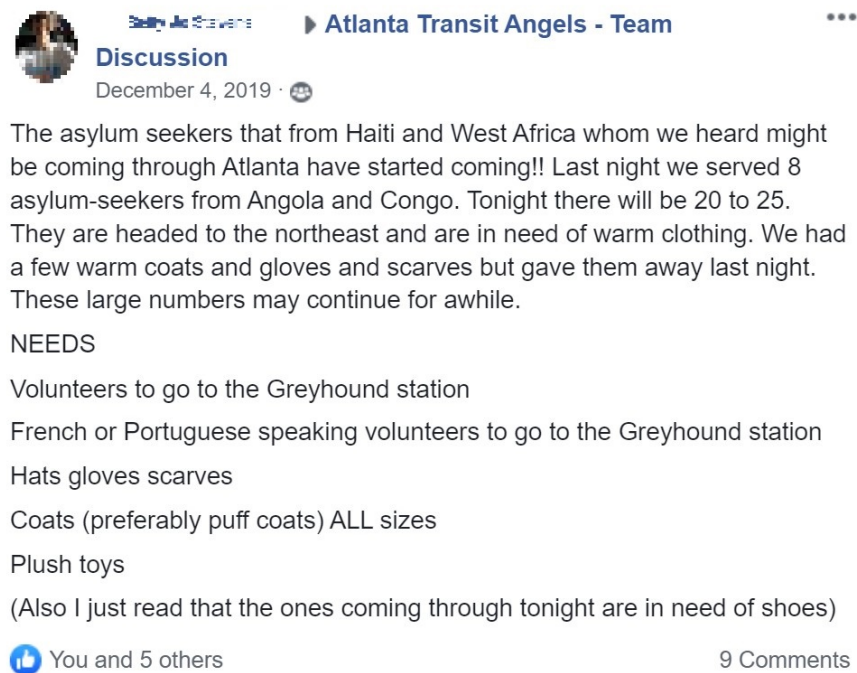 Atlanta Transit Angels - Team
Discussion
December 4, 2019 ·
The asylum seekers that from Haiti and West Africa whom we heard might
be coming through Atlanta have started coming!! Last night we served 8
asylum-seekers from Angola and Congo. Tonight there will be 20 to 25.
They are headed to the northeast and are in need of warm clothing. We had
a few warm coats and gloves and scarves but gave them away last night.
These large numbers may continue for awhile.
NEEDS
Volunteers to go to the Greyhound station
French or Portuguese speaking volunteers to go to the Greyhound station
Hats gloves scarves
Coats (preferably puff coats) ALL sizes
Plush toys
(Also I just read that the ones coming through tonight are in need of shoes)
You and 5 others 9 Comments